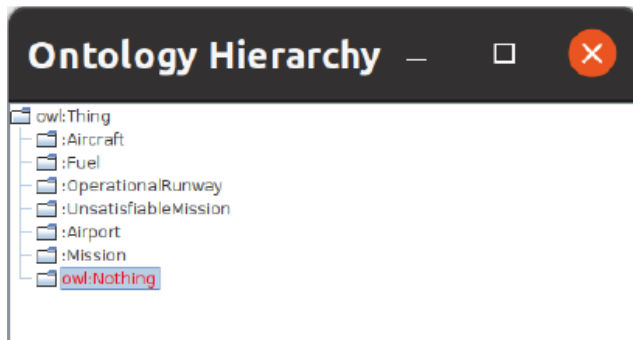 Ontology Hierarchy
owl:Thing
:Aircraft
:Fuel
:OperationalRunway
:UnsatisfiableMission
:Airport
:Mission
owl:Nothing